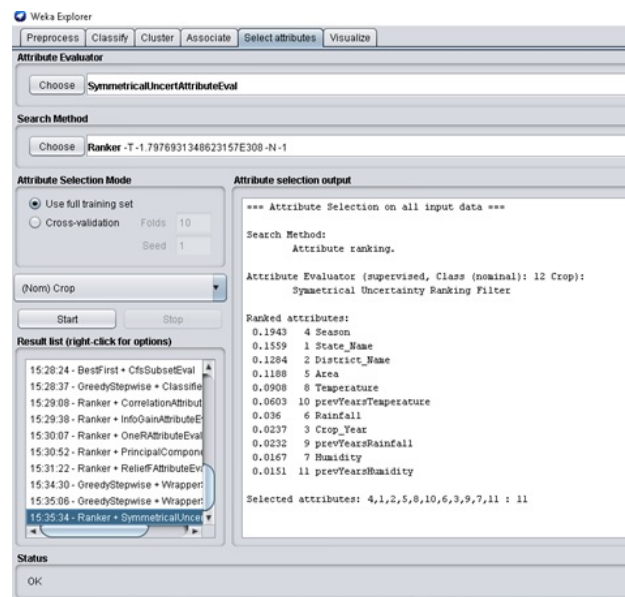 Weka Explorer
Preprocess Classify Cluster Associate Select attributes Visualize
Attribute Evaluator
Choose SymmetricalUncertAttributeEval
Search Method
Choose Ranker -T -1.7976931348623157E308 -N -1
Attribute Selection Mode
Use full training set
Cross-validation Folds 10
Seed 1
(Nom) Crop
Start Stop
Result list (right-click for options)
15:28:24 - BestFirst + CfsSubsetEval
15:28:37 - GreedyStepwise + Classifie
15:29:08 - Ranker + CorrelationAttribut
15:29:38 - Ranker + InfoGainAttributeE
15:30:07 - Ranker + OneRAttributeEval
15:30:52 - Ranker + PrincipalCompone
15:31:22 - Ranker + ReliefFAttributeEv
15:34:30 - GreedyStepwise + Wrapper
15:35:06 - GreedyStepwise + Wrapper
15:35:34 - Ranker + SymmetricalUncer
Attribute selection output
=== Attribute Selection on all input data ===
Search Method:
Attribute ranking.
Attribute Evaluator (supervised, Class (nominal): 12 Crop):
Symmetrical Uncertainty Ranking Filter
Ranked attributes:
0.1943 4 Season
0.1559 1 State_Name
0.1284 2 District_Name
0.1188 5 Area
0.0908 8 Temperature
0.0603 10 prevYearsTemperature
0.036 6 Rainfall
0.0237 3 Crop_Year
0.0232 9 prevYearsRainfall
0.0167 7 Humidity
0.0151 11 prevYearsHumidity
Selected attributes: 4,1,2,5,8,10,6,3,9,7,11 : 11
Status
OK